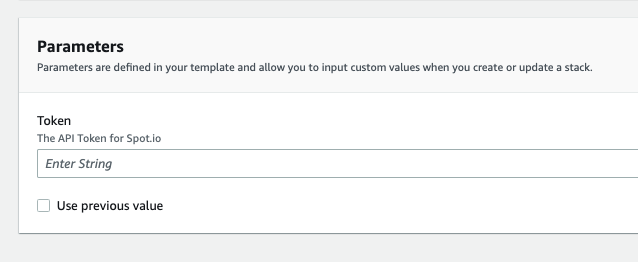 Parameters
Parameters are defined in your template and allow you to input custom values when you create or update a stack.
Token
The API Token for Spot.io
Enter String
Use previous value